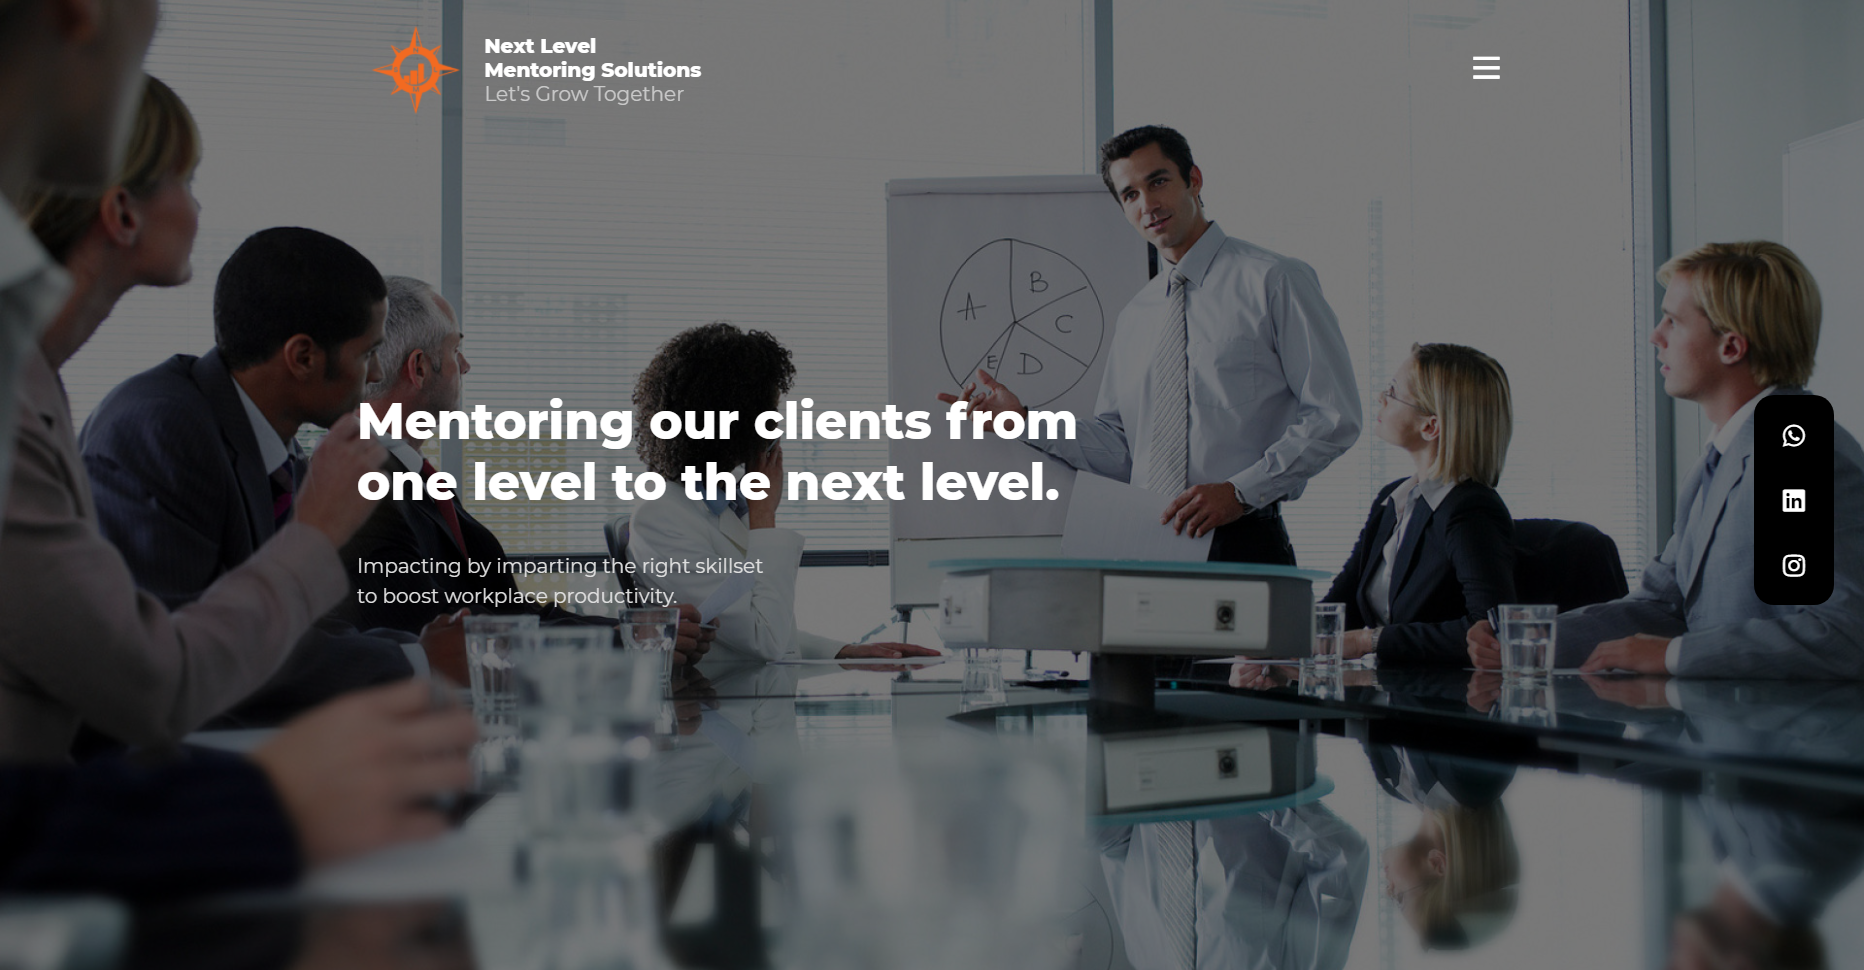 Next Level
Mentoring Solutions
Let's Grow Together
A
B
C
D
E
Mentoring our clients from
one level to the next level.
Impacting by imparting the right skillset
to boost workplace productivity.
in